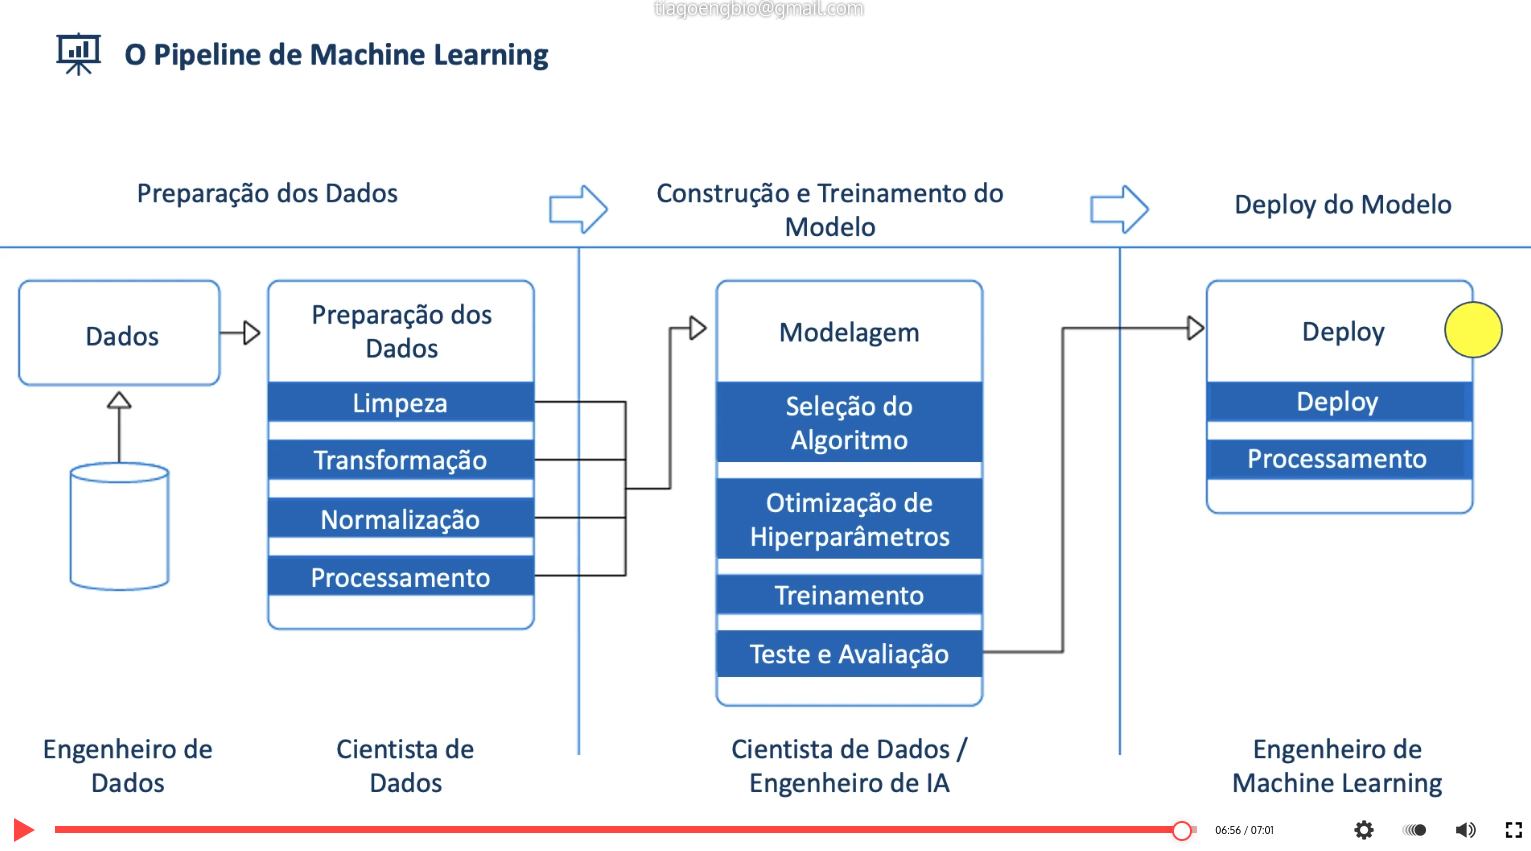 tiagoengbio@gmail.com
O Pipeline de Machine Learning
Preparação dos Dados
Construção e Treinamento do
Modelo
Deploy do Modelo
Dados
Preparação dos
Dados
Limpeza
Transformação
Normalização
Processamento
Modelagem
Seleção do
Algoritmo
Otimização de
Hiperparâmetros
Treinamento
Teste e Avaliação
Deploy
Deploy
Processamento
Engenheiro de
Dados
Cientista de
Dados
Cientista de Dados /
Engenheiro de IA
Engenheiro de
Machine Learning
06:56 / 07:01